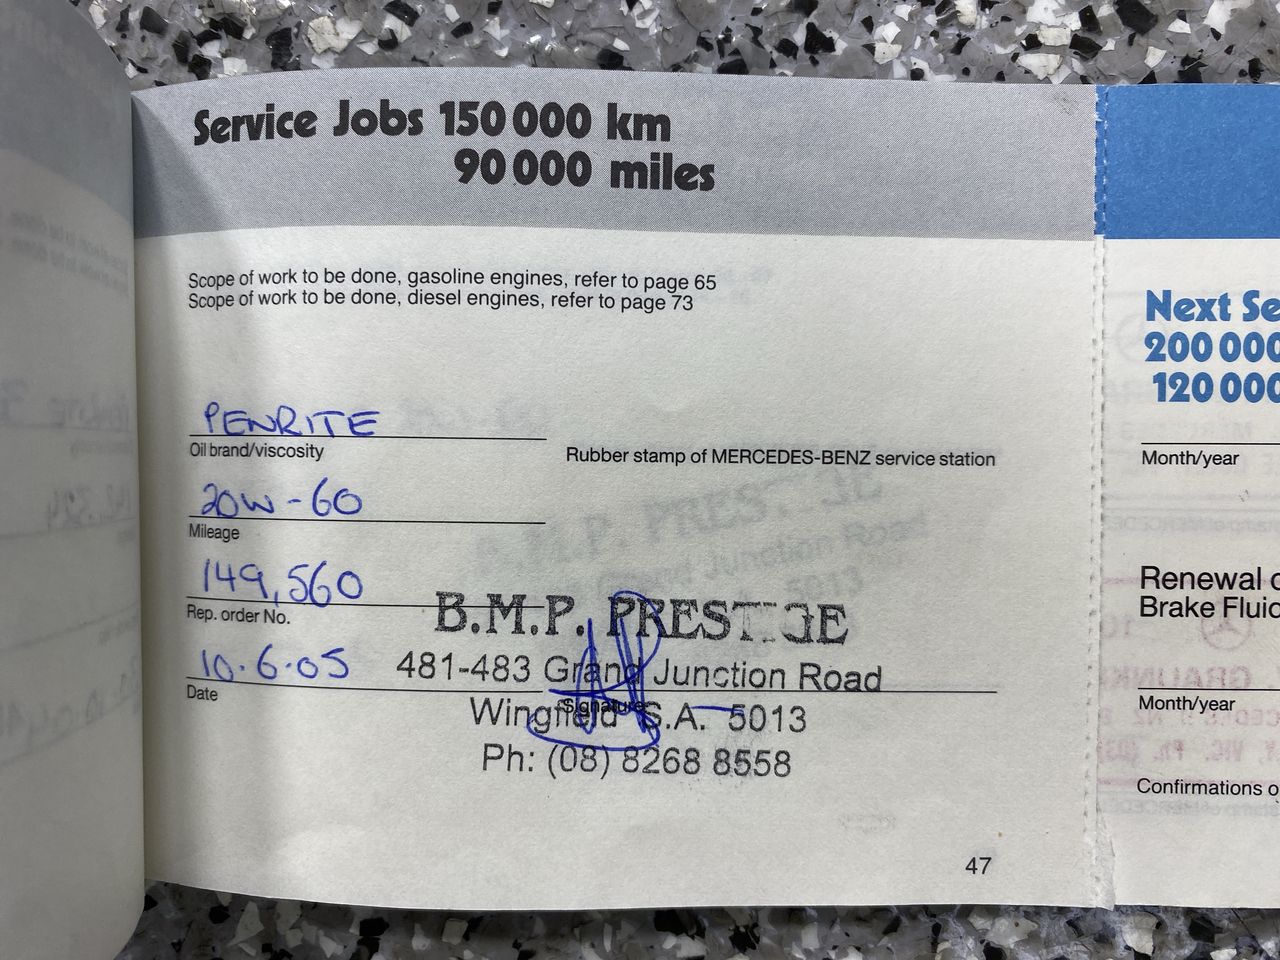 Service Jobs 150 000 km
90 000 miles
Scope of work to be done, gasoline engines, refer to page 65
Scope of work to be done, diesel engines, refer to page 73
PENRITE
Oil brand/viscosity
Rubber stamp of MERCEDES-BENZ service station
20W-60
Mileage
149,560
Rep. order No.
10.6.05
Date
B.M.P. PRESTIGE
481-483 Grand Junction Road
Signature
Wingfield S.A. 5013
Ph: (08) 8268 8558
47
Next Se
200 000
120 000
Month/year
Renewal o
Brake Fluid
Month/year
Confirmations o